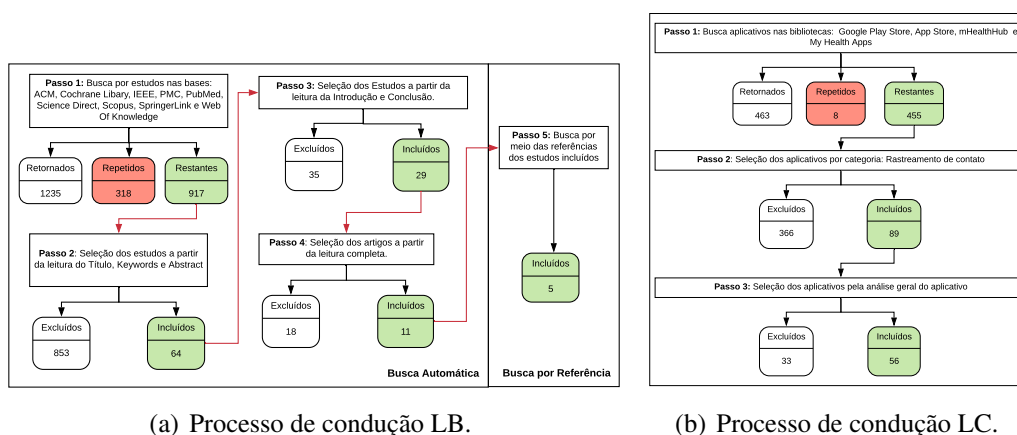 Passo 1: Busca por estudos nas bases:
ACM, Cochrane Libary, IEEE, PMC, PubMed,
Science Direct, Scopus, SpringerLink e Web
Of Knowledge
Retornados
1235
Repetidos
318
Restantes
917
Passo 2: Seleção dos estudos a partir
da leitura do Título, Keywords e Abstract
Excluídos
853
Incluídos
64
Passo 3: Seleção dos Estudos a partir da
leitura da Introdução e Conclusão.
Excluídos
35
Incluídos
29
Passo 4: Seleção dos artigos a partir
da leitura completa.
Excluídos
18
Incluídos
11
Busca Automática
Passo 5: Busca por
meio das referências
dos estudos incluídos
Incluídos
5
Busca por Referência
(a) Processo de condução LB.
Passo 1: Busca aplicativos nas bibliotecas: Google Play Store, App Store, mHealthHub e
My Health Apps
Retornados
463
Repetidos
8
Restantes
455
Passo 2: Seleção dos aplicativos por categoria: Rastreamento de contato
Excluídos
366
Incluídos
89
Passo 3: Seleção dos aplicativos pela análise geral do aplicativo
Excluídos
33
Incluídos
56
(b) Processo de condução LC.